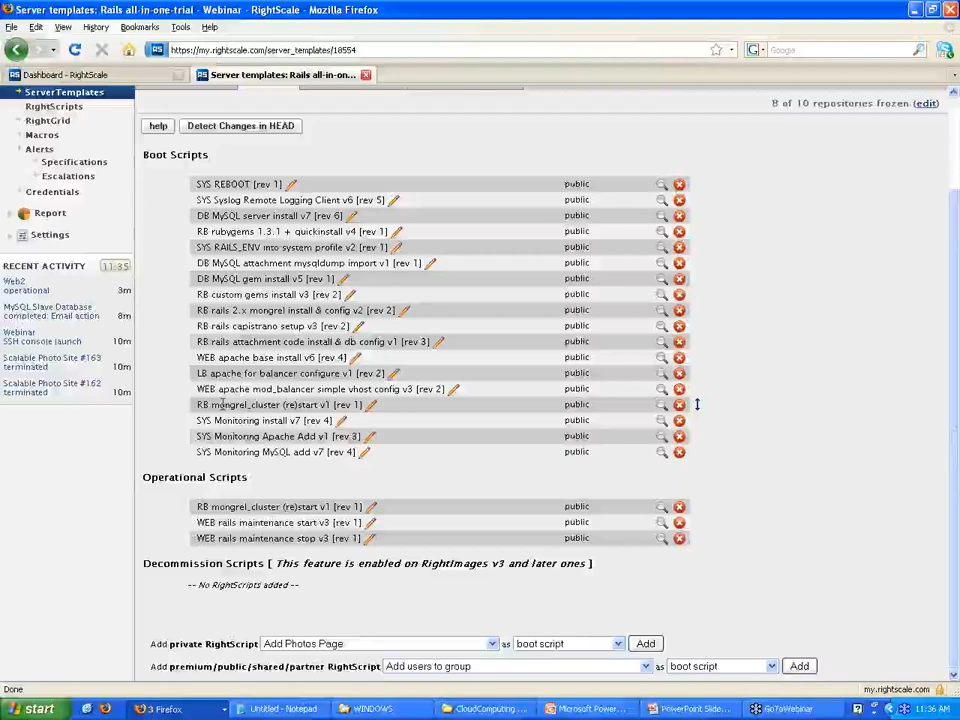 Server templates: Rails all-in-one-trial - Webinar - RightScale - Mozilla Firefox
File Edit View History Bookmarks Tools Help
https://my.rightscale.com/server_templates/18554
Google
Dashboard - RightScale
Server templates: Rails all-in-on...
ServerTemplates
RightScripts
RightGrid
Macros
Alerts
Specifications
Escalations
Credentials
Report
Settings
RECENT ACTIVITY 11:35
Web2
operational 3m
MySQL Slave Database
completed: Email action 8m
Webinar
SSH console launch 10m
Scalable Photo Site #163
terminated 10m
Scalable Photo Site #162
terminated 10m
8 of 10 repositories frozen. (edit)
help Detect Changes in HEAD
Boot Scripts
SYS REBOOT [rev 1] public
SYS Syslog Remote Logging Client v6 [rev 5] public
DB MySQL server install v7 [rev 6] public
RB rubygems 1.3.1 + quickinstall v4 [rev 1] public
SYS RAILS_ENV into system profile v2 [rev 1] public
DB MySQL attachment mysqldump import v1 [rev 1] public
DB MySQL gem install v5 [rev 1] public
RB custom gems install v3 [rev 2] public
RB rails 2.x mongrel install & config v2 [rev 2] public
RB rails capistrano setup v3 [rev 2] public
RB rails attachment code install & db config v1 [rev 3] public
WEB apache base install v6 [rev 4] public
LB apache for balancer configure v1 [rev 2] public
WEB apache mod_balancer simple vhost config v3 [rev 2] public
RB mongrel_cluster (re)start v1 [rev 1] public
SYS Monitoring install v7 [rev 4] public
SYS Monitoring Apache Add v1 [rev 3] public
SYS Monitoring MySQL add v7 [rev 4] public
Operational Scripts
RB mongrel_cluster (re)start v1 [rev 1] public
WEB rails maintenance start v3 [rev 1] public
WEB rails maintenance stop v3 [rev 1] public
Decommission Scripts [ This feature is enabled on RightImages v3 and later ones ]
-- No RightScripts added --
Add private RightScript Add Photos Page as boot script Add
Add premium/public/shared/partner RightScript Add users to group as boot script Add
Done my.rightscale.com
start 3 Firefox Untitled - Notepad WINDOWS CloudComputing ... Microsoft Power... PowerPoint Slide... GoToWebinar 11:36 AM